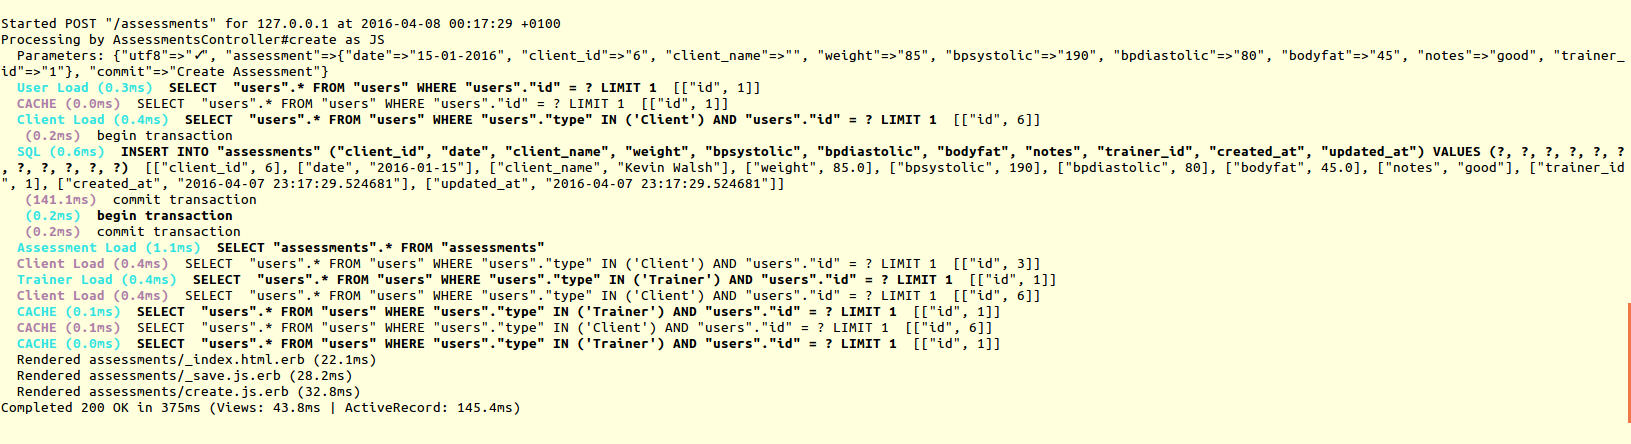 Started POST "/assessments" for 127.0.0.1 at 2016-04-08 00:17:29 +0100
Processing by AssessmentsController#create as JS
  Parameters: {"utf8"=>"✓", "assessment"=>{"date"=>"15-01-2016", "client_id"=>"6", "client_name"=>"", "weight"=>"85", "bpsystolic"=>"190", "bpdiastolic"=>"80", "bodyfat"=>"45", "notes"=>"good", "trainer_
id"=>"1"}, "commit"=>"Create Assessment"}
  User Load (0.3ms)  SELECT  "users".* FROM "users" WHERE "users"."id" = ? LIMIT 1  [["id", 1]]
  CACHE (0.0ms)  SELECT  "users".* FROM "users" WHERE "users"."id" = ? LIMIT 1  [["id", 1]]
  Client Load (0.4ms)  SELECT  "users".* FROM "users" WHERE "users"."type" IN ('Client') AND "users"."id" = ? LIMIT 1  [["id", 6]]
   (0.2ms)  begin transaction
  SQL (0.6ms)  INSERT INTO "assessments" ("client_id", "date", "client_name", "weight", "bpsystolic", "bpdiastolic", "bodyfat", "notes", "trainer_id", "created_at", "updated_at") VALUES (?, ?, ?, ?, ?, ?
, ?, ?, ?, ?, ?)  [["client_id", 6], ["date", "2016-01-15"], ["client_name", "Kevin Walsh"], ["weight", 85.0], ["bpsystolic", 190], ["bpdiastolic", 80], ["bodyfat", 45.0], ["notes", "good"], ["trainer_id
", 1], ["created_at", "2016-04-07 23:17:29.524681"], ["updated_at", "2016-04-07 23:17:29.524681"]]
   (141.1ms)  commit transaction
   (0.2ms)  begin transaction
   (0.2ms)  commit transaction
  Assessment Load (1.1ms)  SELECT "assessments".* FROM "assessments"
  Client Load (0.4ms)  SELECT  "users".* FROM "users" WHERE "users"."type" IN ('Client') AND "users"."id" = ? LIMIT 1  [["id", 3]]
  Trainer Load (0.4ms)  SELECT  "users".* FROM "users" WHERE "users"."type" IN ('Trainer') AND "users"."id" = ? LIMIT 1  [["id", 1]]
  Client Load (0.4ms)  SELECT  "users".* FROM "users" WHERE "users"."type" IN ('Client') AND "users"."id" = ? LIMIT 1  [["id", 6]]
  CACHE (0.1ms)  SELECT  "users".* FROM "users" WHERE "users"."type" IN ('Trainer') AND "users"."id" = ? LIMIT 1  [["id", 1]]
  CACHE (0.1ms)  SELECT  "users".* FROM "users" WHERE "users"."type" IN ('Client') AND "users"."id" = ? LIMIT 1  [["id", 6]]
  CACHE (0.0ms)  SELECT  "users".* FROM "users" WHERE "users"."type" IN ('Trainer') AND "users"."id" = ? LIMIT 1  [["id", 1]]
  Rendered assessments/_index.html.erb (22.1ms)
  Rendered assessments/_save.js.erb (28.2ms)
  Rendered assessments/create.js.erb (32.8ms)
Completed 200 OK in 375ms (Views: 43.8ms | ActiveRecord: 145.4ms)